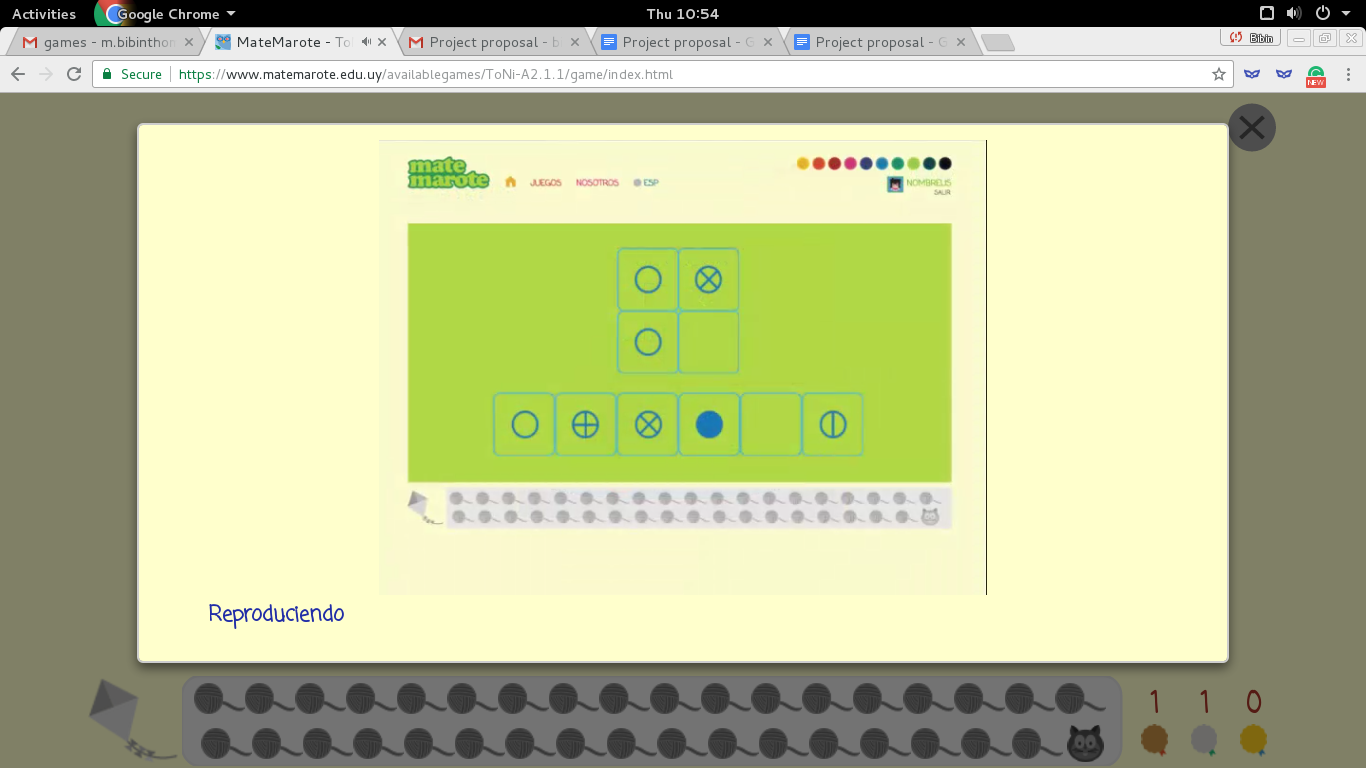 Activities Google Chrome Thu 10:54
games - m.bibinthon
MateMarote - To
Project proposal - b
Project proposal - G
Project proposal - G
Bibin
Secure https://www.matemarote.edu.uy/availablegames/ToNi-A2.1.1/game/index.html
NEW
mate
marote
JUEGOS NOSOTROS ESP
NOMBRELIS
SALIR
Reproduciendo
1 1 0